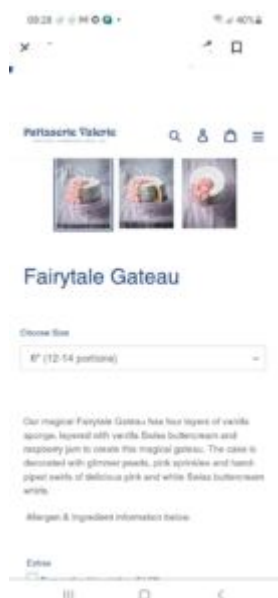 09:28
40%
Patisserie Valerie
Fairytale Gateau
Choose Size
6" (12-14 portions)
Our magical Fairytale Gateau has four layers of vanilla
sponge, layered with vanilla Swiss buttercream and
raspberry jam to create this magical gateau. The cake is
decorated with glimmer pearls, pink sprinkles and hand-
piped swirls of delicious pink and white Swiss buttercream
Allergen & Ingredient information below.
Extras